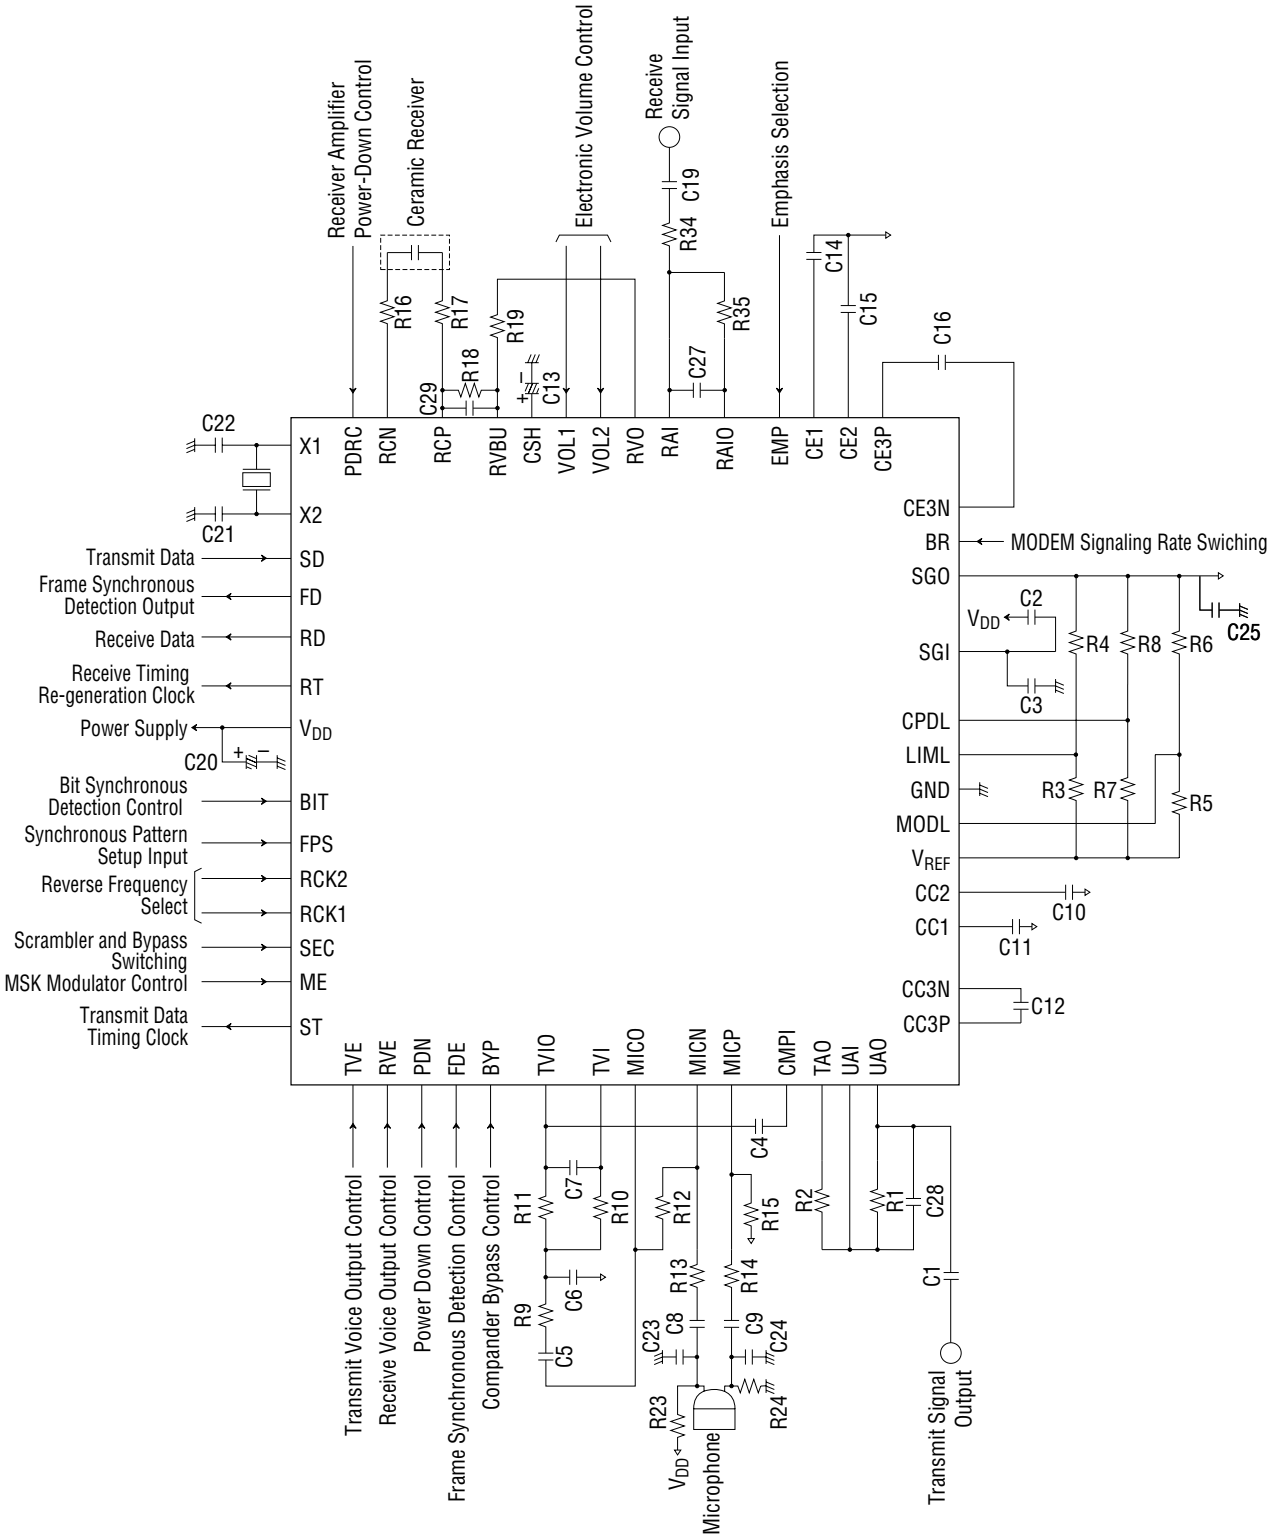 Receiver Amplifier
Power-Down Control
Ceramic Receiver
Electronic Volume Control
Receive
Signal Input
Emphasis Selection
C19
R34
R16
R17
R19
R18
C29
+ −
C13
C27
R35
C14
C15
C16
PDRC
RCN
RCP
RVBU
CSH
VOL1
VOL2
RVO
RAI
RAIO
EMP
CE1
CE2
CE3P
C22
X1
X2
C21
Transmit Data
SD
Frame Synchronous
Detection Output
FD
Receive Data
RD
Receive Timing
Re-generation Clock
RT
Power Supply
VDD
C20
+ −
Bit Synchronous
Detection Control
BIT
Synchronous Pattern
Setup Input
FPS
Reverse Frequency
Select
RCK2
RCK1
Scrambler and Bypass
Switching
SEC
MSK Modulator Control
ME
Transmit Data
Timing Clock
ST
CE3N
BR
MODEM Signaling Rate Swiching
SGO
C25
VDD
C2
SGI
C3
R4
R8
R6
CPDL
LIML
GND
R3
R7
R5
MODL
VREF
CC2
C10
CC1
C11
CC3N
C12
CC3P
TVE
RVE
PDN
FDE
BYP
TVIO
TVI
MICO
MICN
MICP
CMPI
TAO
UAI
UAO
Transmit Voice Output Control
Receive Voice Output Control
Power Down Control
Frame Synchronous Detection Control
Compander Bypass Control
C4
C7
R11
R10
R12
R15
R2
R1
C28
R13
R14
C6
R9
C5
C8
C9
C23
C24
R23
R24
VDD
Microphone
C1
Transmit Signal
Output